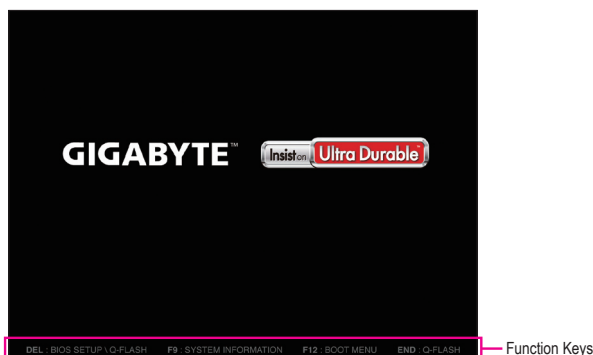 GIGABYTE™
Insist on Ultra Durable™
DEL : BIOS SETUP \ Q-FLASH F9 : SYSTEM INFORMATION F12 : BOOT MENU END : Q-FLASH
Function Keys